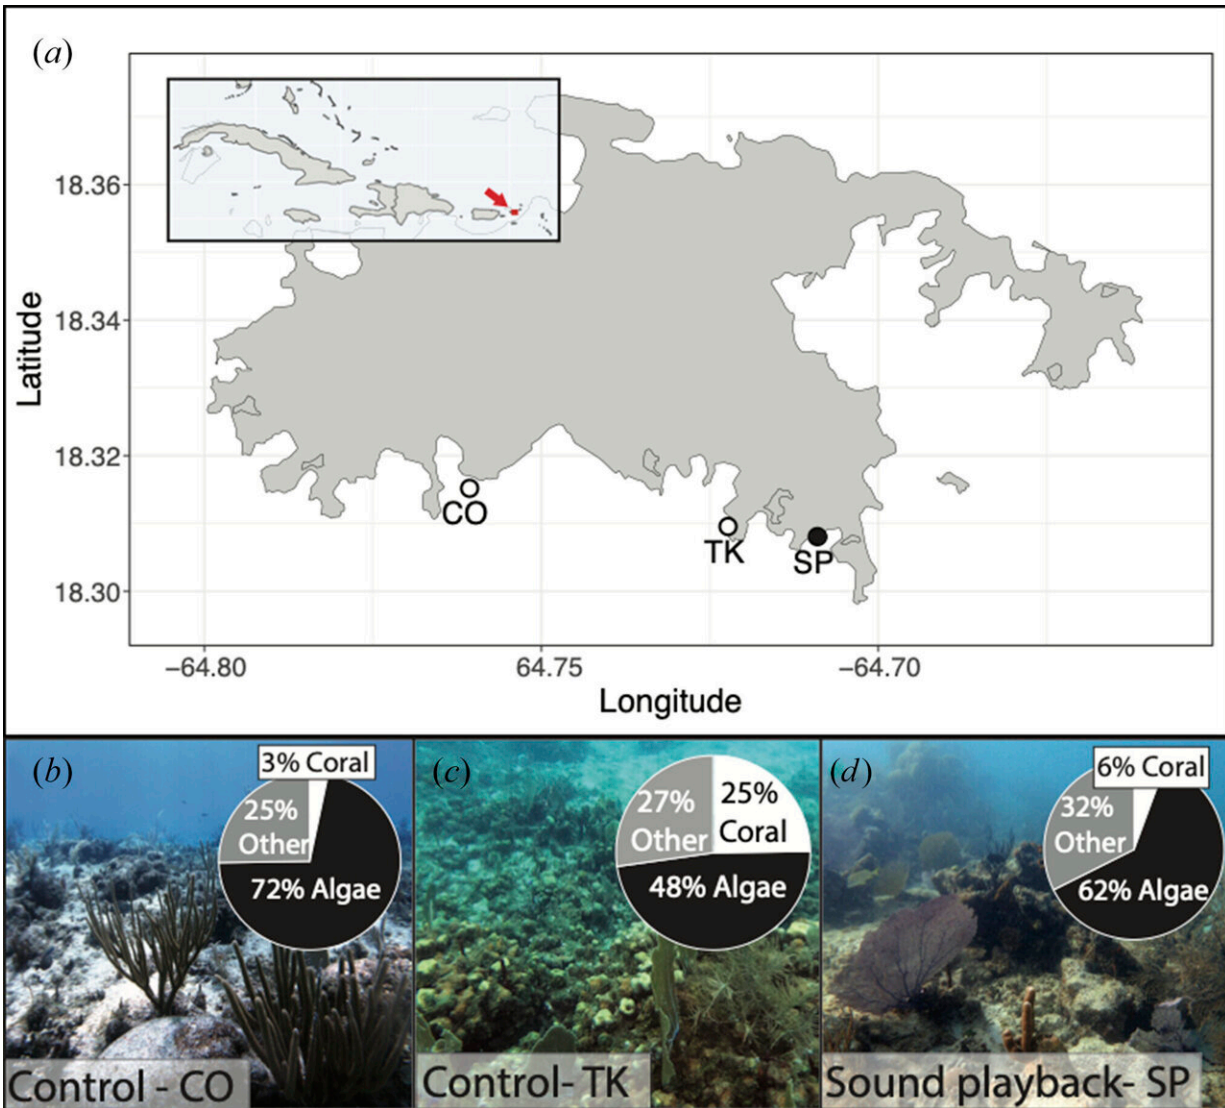 (a)
18.36
18.34
18.32
18.30
Latitude
CO
TK
SP
−64.80
64.75
−64.70
Longitude
(b)
3% Coral
25%
Other
72% Algae
Control - CO
(c)
27%
Other
25%
Coral
48% Algae
Control- TK
(d)
6% Coral
32%
Other
62% Algae
Sound playback- SP